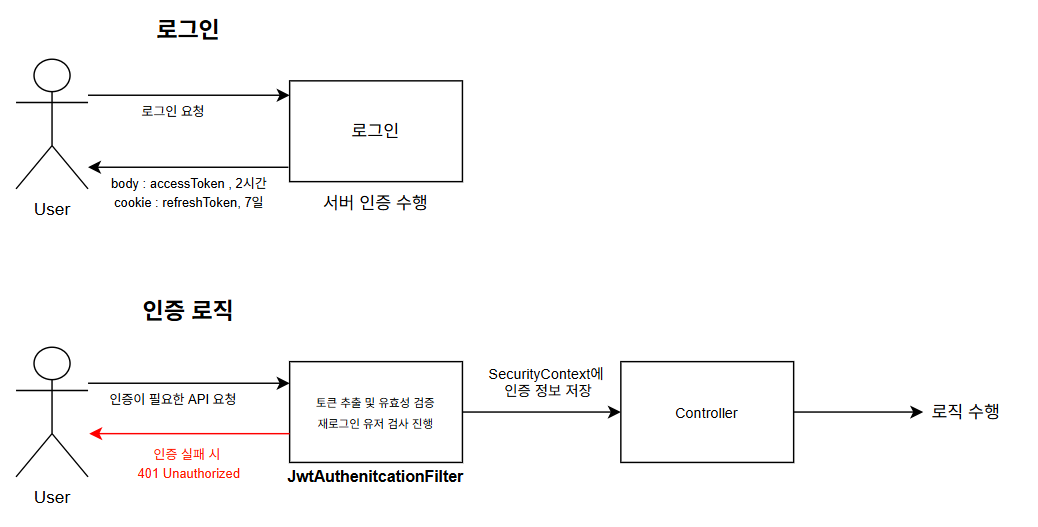 로그인
로그인 요청
로그인
body : accessToken , 2시간
cookie : refreshToken, 7일
User
서버 인증 수행
인증 로직
인증이 필요한 API 요청
인증 실패 시
401 Unauthorized
User
토큰 추출 및 유효성 검증
재로그인 유저 검사 진행
JwtAuthenitcationFilter
SecurityContext에
인증 정보 저장
Controller
로직 수행